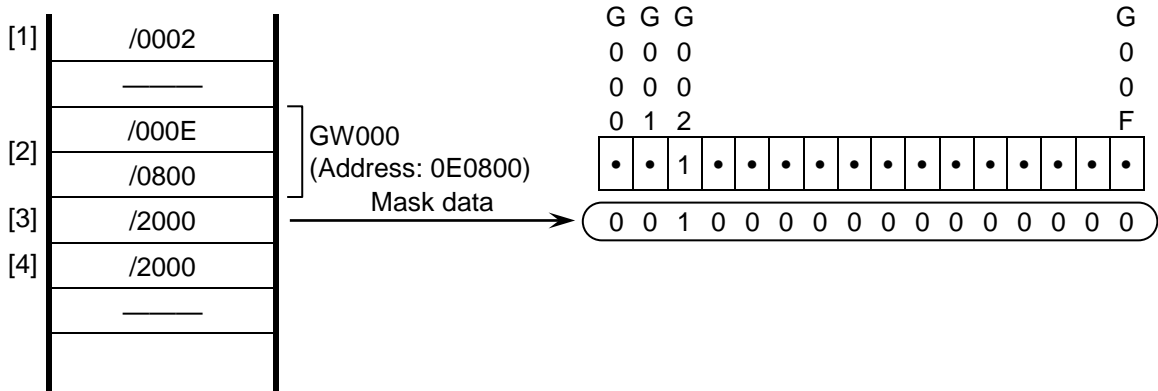 [1] /0002
———
/000E
[2]
/0800
GW000
(Address: 0E0800)
[3] /2000
Mask data
[4] /2000
———
G G G G
0 0 0 0
0 0 0 0
0 1 2 F
• • 1 • • • • • • • • • • • • •
0 0 1 0 0 0 0 0 0 0 0 0 0 0 0 0